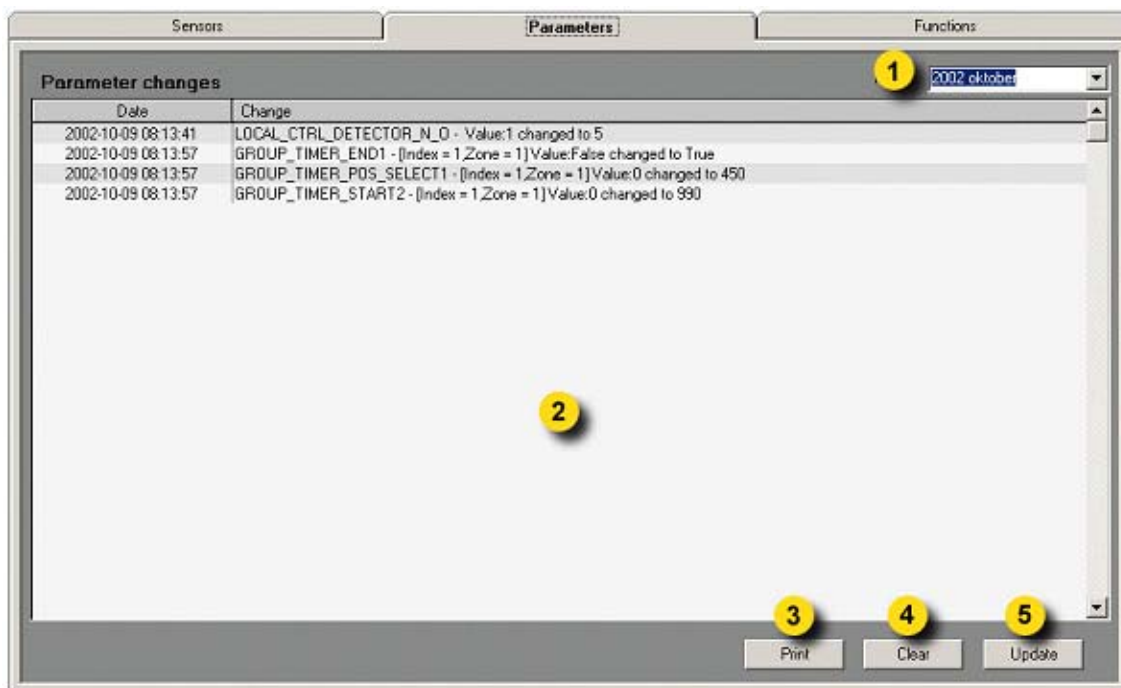 Sensors Parameters Functions
Parameter changes
1
2002 oktober
Date Change
2002-10-09 08:13:41 LOCAL_CTRL_DETECTOR_N_O - Value:1 changed to 5
2002-10-09 08:13:57 GROUP_TIMER_END1 - [Index = 1,Zone = 1] Value:False changed to True
2002-10-09 08:13:57 GROUP_TIMER_POS_SELECT1 - [Index = 1,Zone = 1] Value:0 changed to 450
2002-10-09 08:13:57 GROUP_TIMER_START2 - [Index = 1,Zone = 1] Value:0 changed to 990
2
3 4 5
Print Clear Update